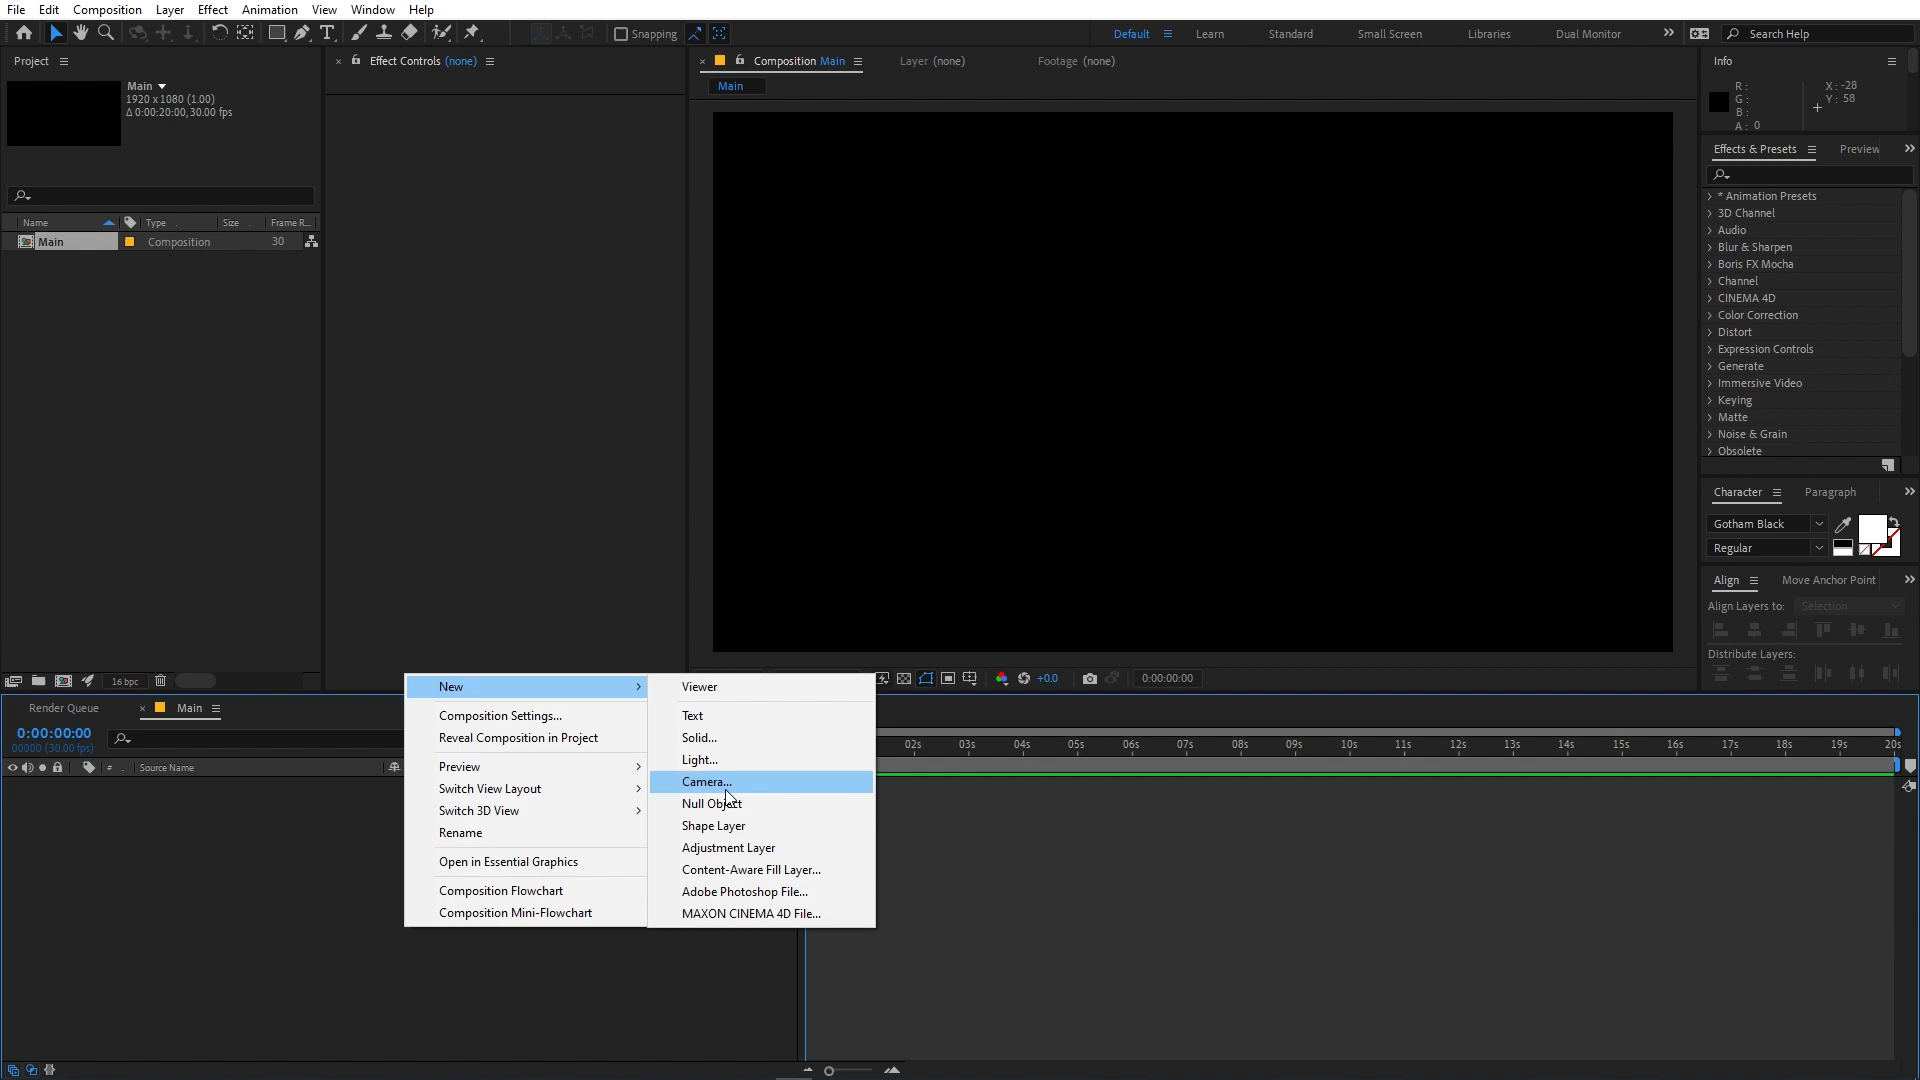 File Edit Composition Layer Effect Animation View Window Help
Snapping Default Learn Standard Small Screen Libraries Dual Monitor Search Help
Project Effect Controls (none) Composition Main Layer (none) Footage (none) Info
Main
1920 x 1080 (1.00)
Δ 0:00:20:00, 30.00 fps
Main
R :
G :
B :
A : 0
X : -28
Y : 58
Effects & Presets Preview
Name Type Size Frame R...
Main Composition 30
* Animation Presets
3D Channel
Audio
Blur & Sharpen
Boris FX Mocha
Channel
CINEMA 4D
Color Correction
Distort
Expression Controls
Generate
Immersive Video
Keying
Matte
Noise & Grain
Obsolete
Character Paragraph
Gotham Black
Regular
Align Move Anchor Point
Align Layers to: Selection
Distribute Layers:
16 bpc
+0.0 0:00:00:00
Render Queue Main
0:00:00:00
00000 (30.00 fps)
# Source Name
New
Composition Settings...
Reveal Composition in Project
Preview
Switch View Layout
Switch 3D View
Rename
Open in Essential Graphics
Composition Flowchart
Composition Mini-Flowchart
Viewer
Text
Solid...
Light...
Camera...
Null Object
Shape Layer
Adjustment Layer
Content-Aware Fill Layer...
Adobe Photoshop File...
MAXON CINEMA 4D File...
02s 03s 04s 05s 06s 07s 08s 09s 10s 11s 12s 13s 14s 15s 16s 17s 18s 19s 20s